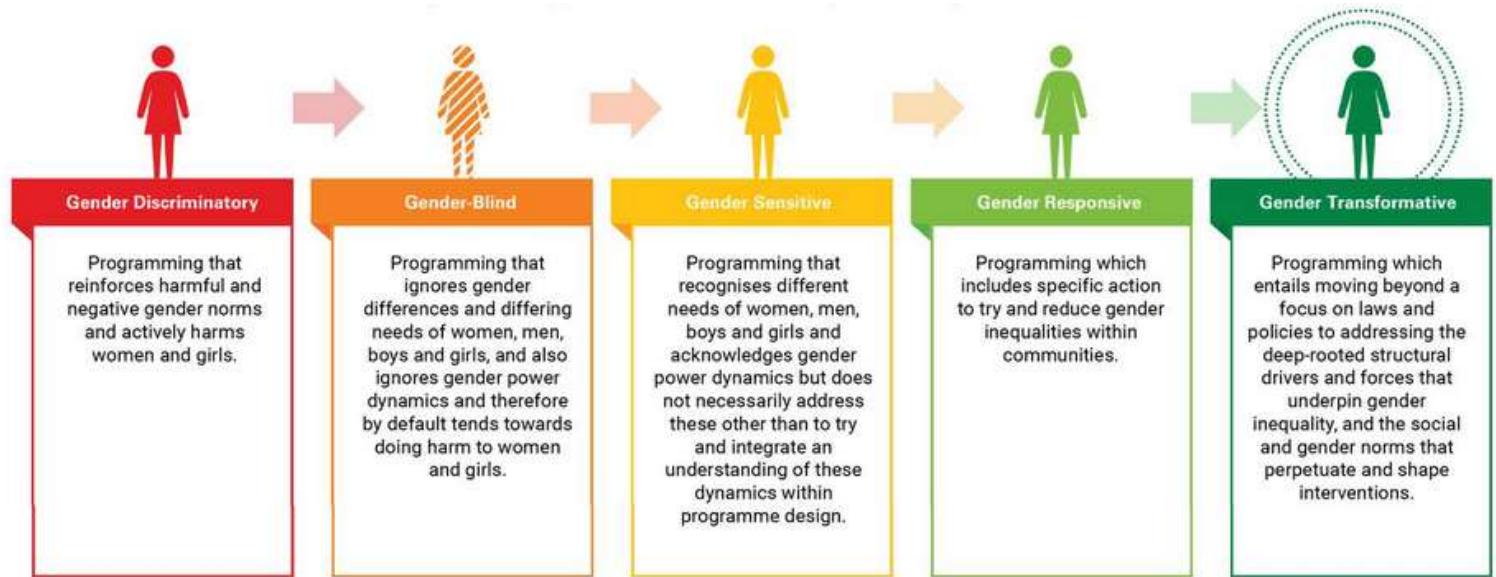 Gender Discriminatory
Programming that
reinforces harmful and
negative gender norms
and actively harms
women and girls.
Gender-Blind
Programming that
ignores gender
differences and differing
needs of women, men,
boys and girls, and also
ignores gender power
dynamics and therefore
by default tends towards
doing harm to women
and girls.
Gender Sensitive
Programming that
recognises different
needs of women, men,
boys and girls and
acknowledges gender
power dynamics but does
not necessarily address
these other than to try
and integrate an
understanding of these
dynamics within
programme design.
Gender Responsive
Programming which
includes specific action
to try and reduce gender
inequalities within
communities.
Gender Transformative
Programming which
entails moving beyond a
focus on laws and
policies to addressing the
deep-rooted structural
drivers and forces that
underpin gender
inequality, and the social
and gender norms that
perpetuate and shape
interventions.